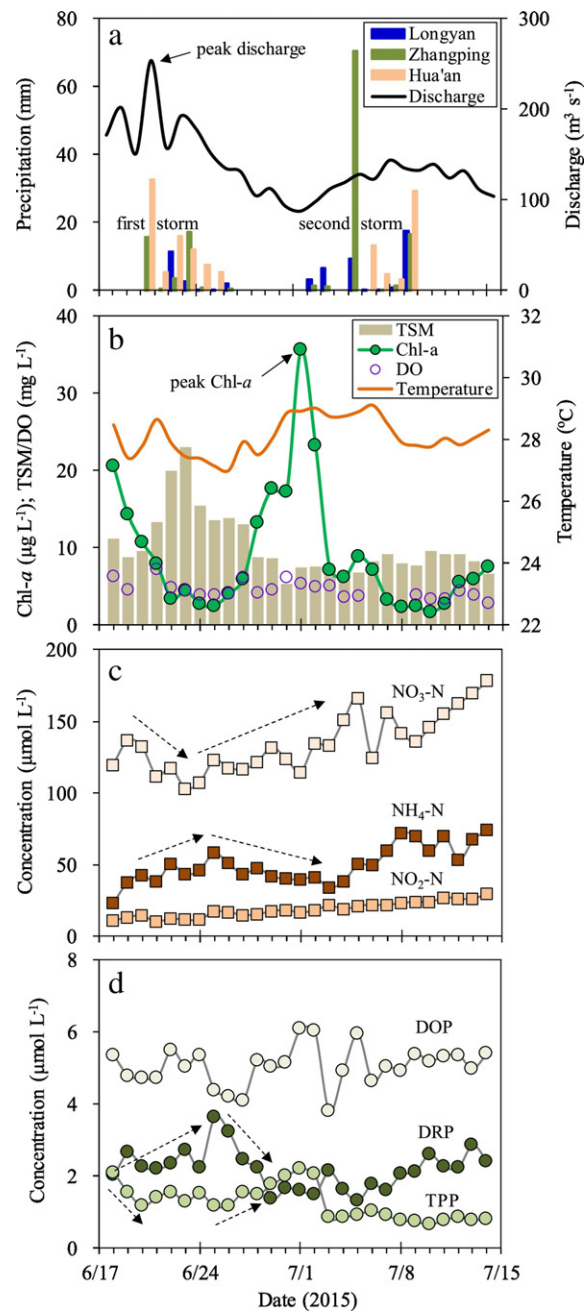 a
80
60
40
20
0
Precipitation (mm)
peak discharge
Longyan
Zhangping
Hua'an
Discharge
first storm
second storm
300
200
100
0
Discharge (m³ s⁻¹)
b
40
30
20
10
0
Chl-a (μg L⁻¹); TSM/DO (mg L⁻¹)
peak Chl-a
TSM
Chl-a
DO
Temperature
32
30
28
26
24
22
Temperature (ºC)
c
200
150
100
50
0
Concentration (μmol L⁻¹)
NO₃-N
NH₄-N
NO₂-N
d
8
6
4
2
0
Concentration (μmol L⁻¹)
DOP
DRP
TPP
6/17 6/24 7/1 7/8 7/15
Date (2015)